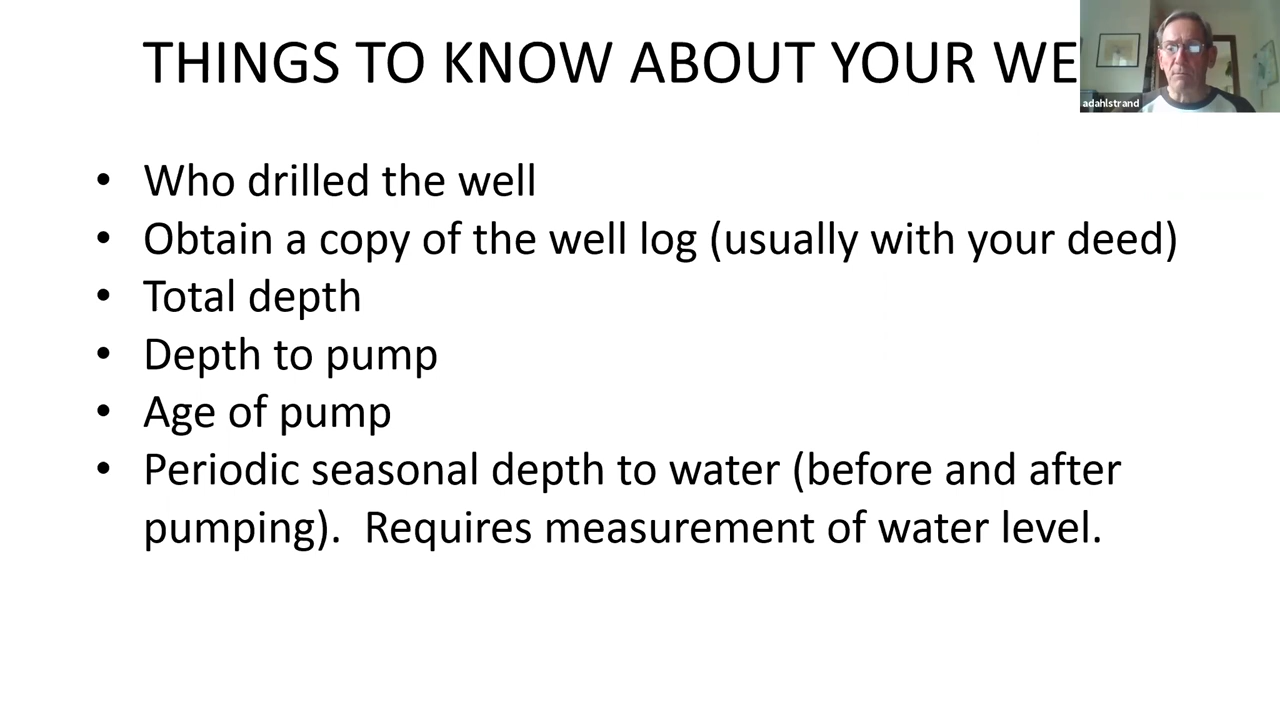 THINGS TO KNOW ABOUT YOUR WE
adahlstrand
• Who drilled the well
• Obtain a copy of the well log (usually with your deed)
• Total depth
• Depth to pump
• Age of pump
• Periodic seasonal depth to water (before and after
pumping).  Requires measurement of water level.